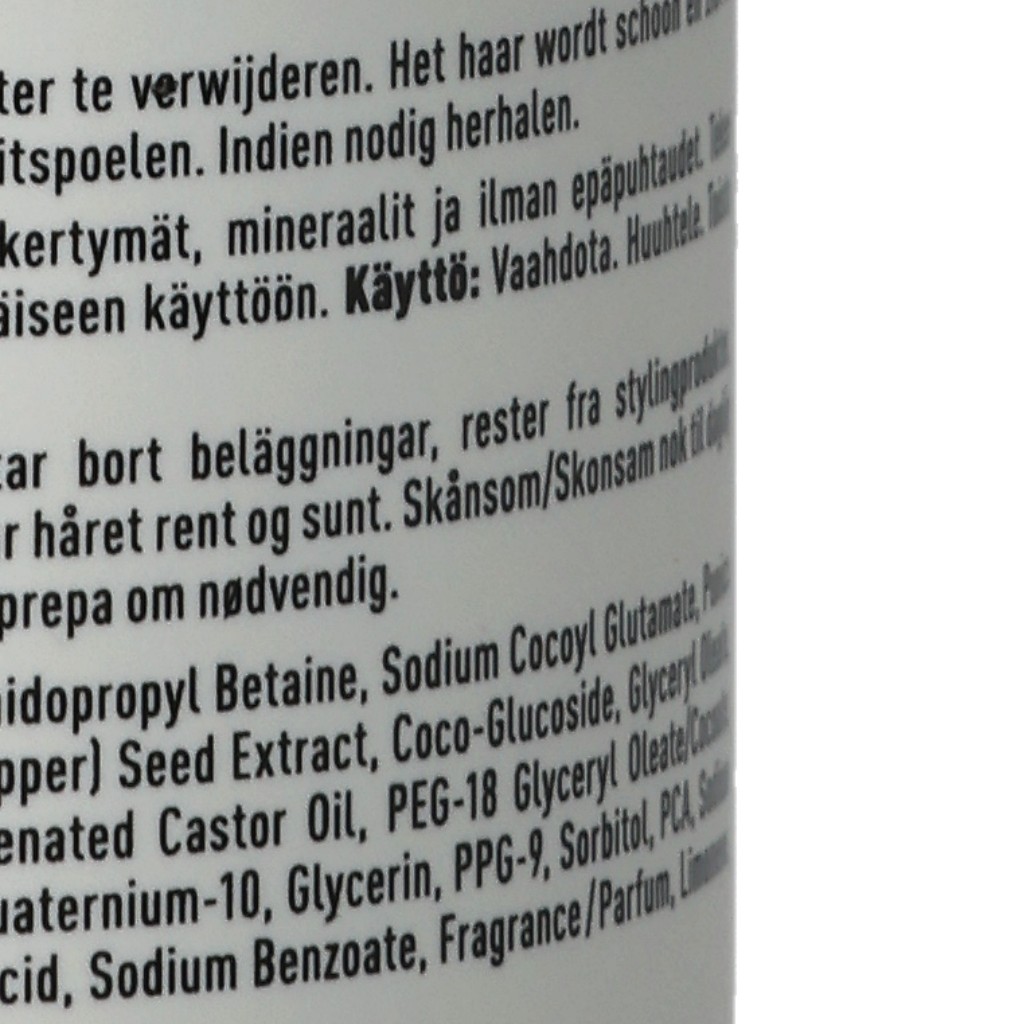 ter te verwijderen. Het haar wordt schoon en
itspoelen. Indien nodig herhalen.
kertymät, mineraalit ja ilman epäpuhtaudet.
äiseen käyttöön. Käyttö: Vaahdota. Huuhtele.
tar bort beläggningar, rester fra stylingprodukter
r håret rent og sunt. Skånsom/Skonsam nok til
prepa om nødvendig.
idopropyl Betaine, Sodium Cocoyl Glutamate,
pper) Seed Extract, Coco-Glucoside, Glyceryl Oleate,
enated Castor Oil, PEG-18 Glyceryl Oleate/Cocoate,
uaternium-10, Glycerin, PPG-9, Sorbitol, PCA, Sodium
cid, Sodium Benzoate, Fragrance/Parfum, Limonene